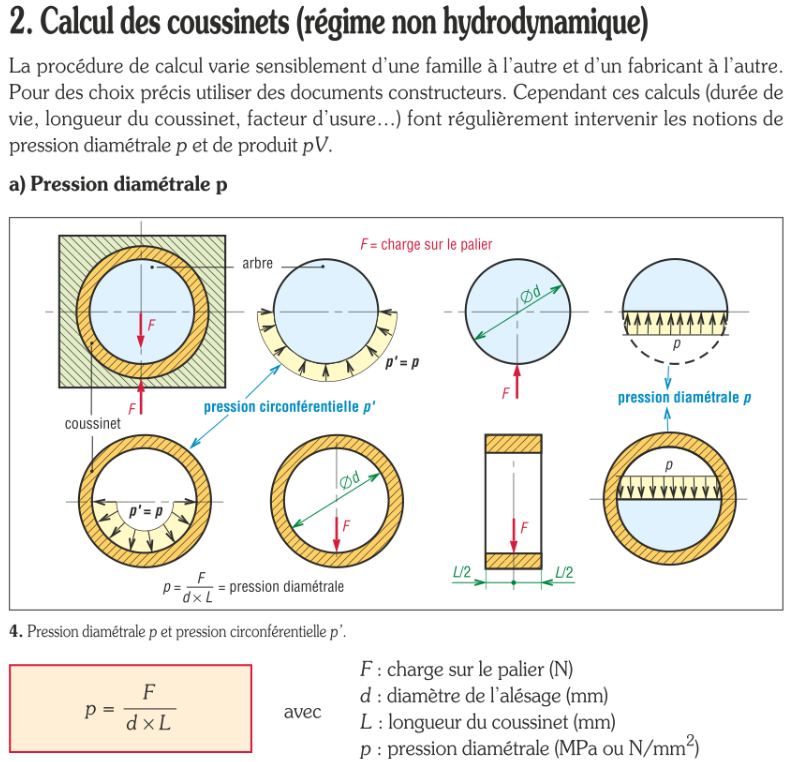 2. Calcul des coussinets (régime non hydrodynamique)
La procédure de calcul varie sensiblement d'une famille à l'autre et d'un fabricant à l'autre.
Pour des choix précis utiliser des documents constructeurs. Cependant ces calculs (durée de
vie, longueur du coussinet, facteur d'usure...) font régulièrement intervenir les notions de
pression diamétrale p et de produit pV.
a) Pression diamétrale p
F = charge sur le palier
arbre
Ød
F
p
p' = p
F
F
pression diamétrale p
pression circonférentielle p'
coussinet
p
Ød
p' = p
F
F
L/2
L/2
p = F / (d × L) = pression diamétrale
4. Pression diamétrale p et pression circonférentielle p'.
F : charge sur le palier (N)
p = F / (d × L)
avec
d : diamètre de l'alésage (mm)
L : longueur du coussinet (mm)
p : pression diamétrale (MPa ou N/mm²)